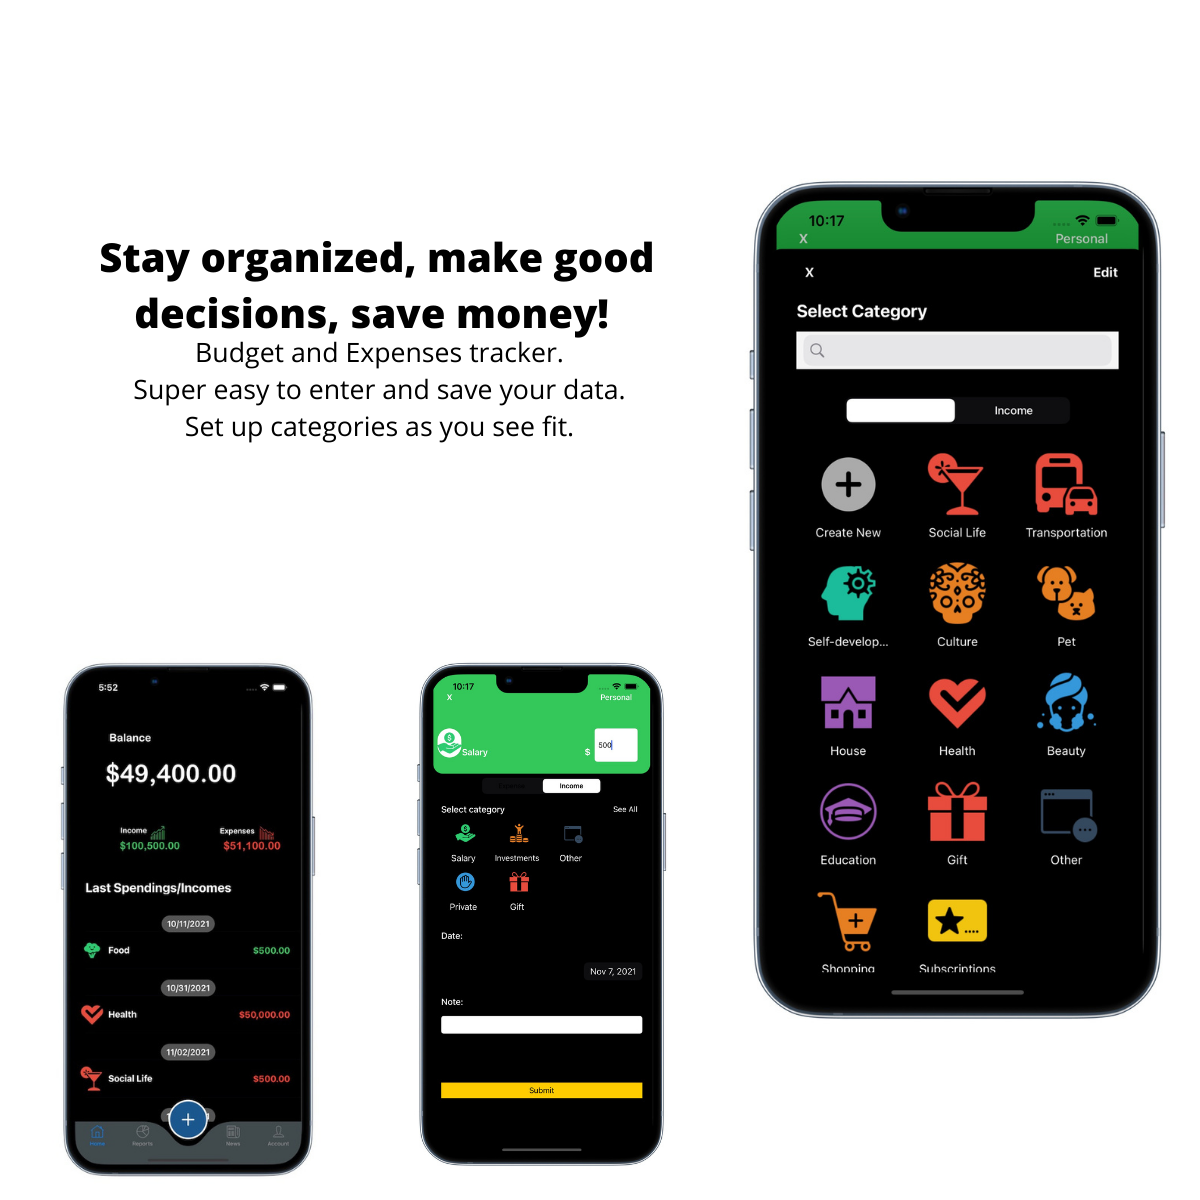 Stay organized, make good
decisions, save money!
Budget and Expenses tracker.
Super easy to enter and save your data.
Set up categories as you see fit.
10:17
X
Personal
X
Edit
Select Category
Income
Create New
Social Life
Transportation
Self-develop...
Culture
Pet
House
Health
Beauty
Education
Gift
Other
Shopping
Subscriptions
5:52
Balance
$49,400.00
Income
Expenses
$100,500.00
$51,100.00
Last Spendings/Incomes
10/11/2021
Food
$500.00
10/31/2021
Health
$50,000.00
11/02/2021
Social Life
$500.00
Home
Reports
News
Account
10:17
X
Personal
Salary
$
500
Income
Select category
See All
Salary
Investments
Other
Private
Gift
Date:
Nov 7, 2021
Note:
Submit